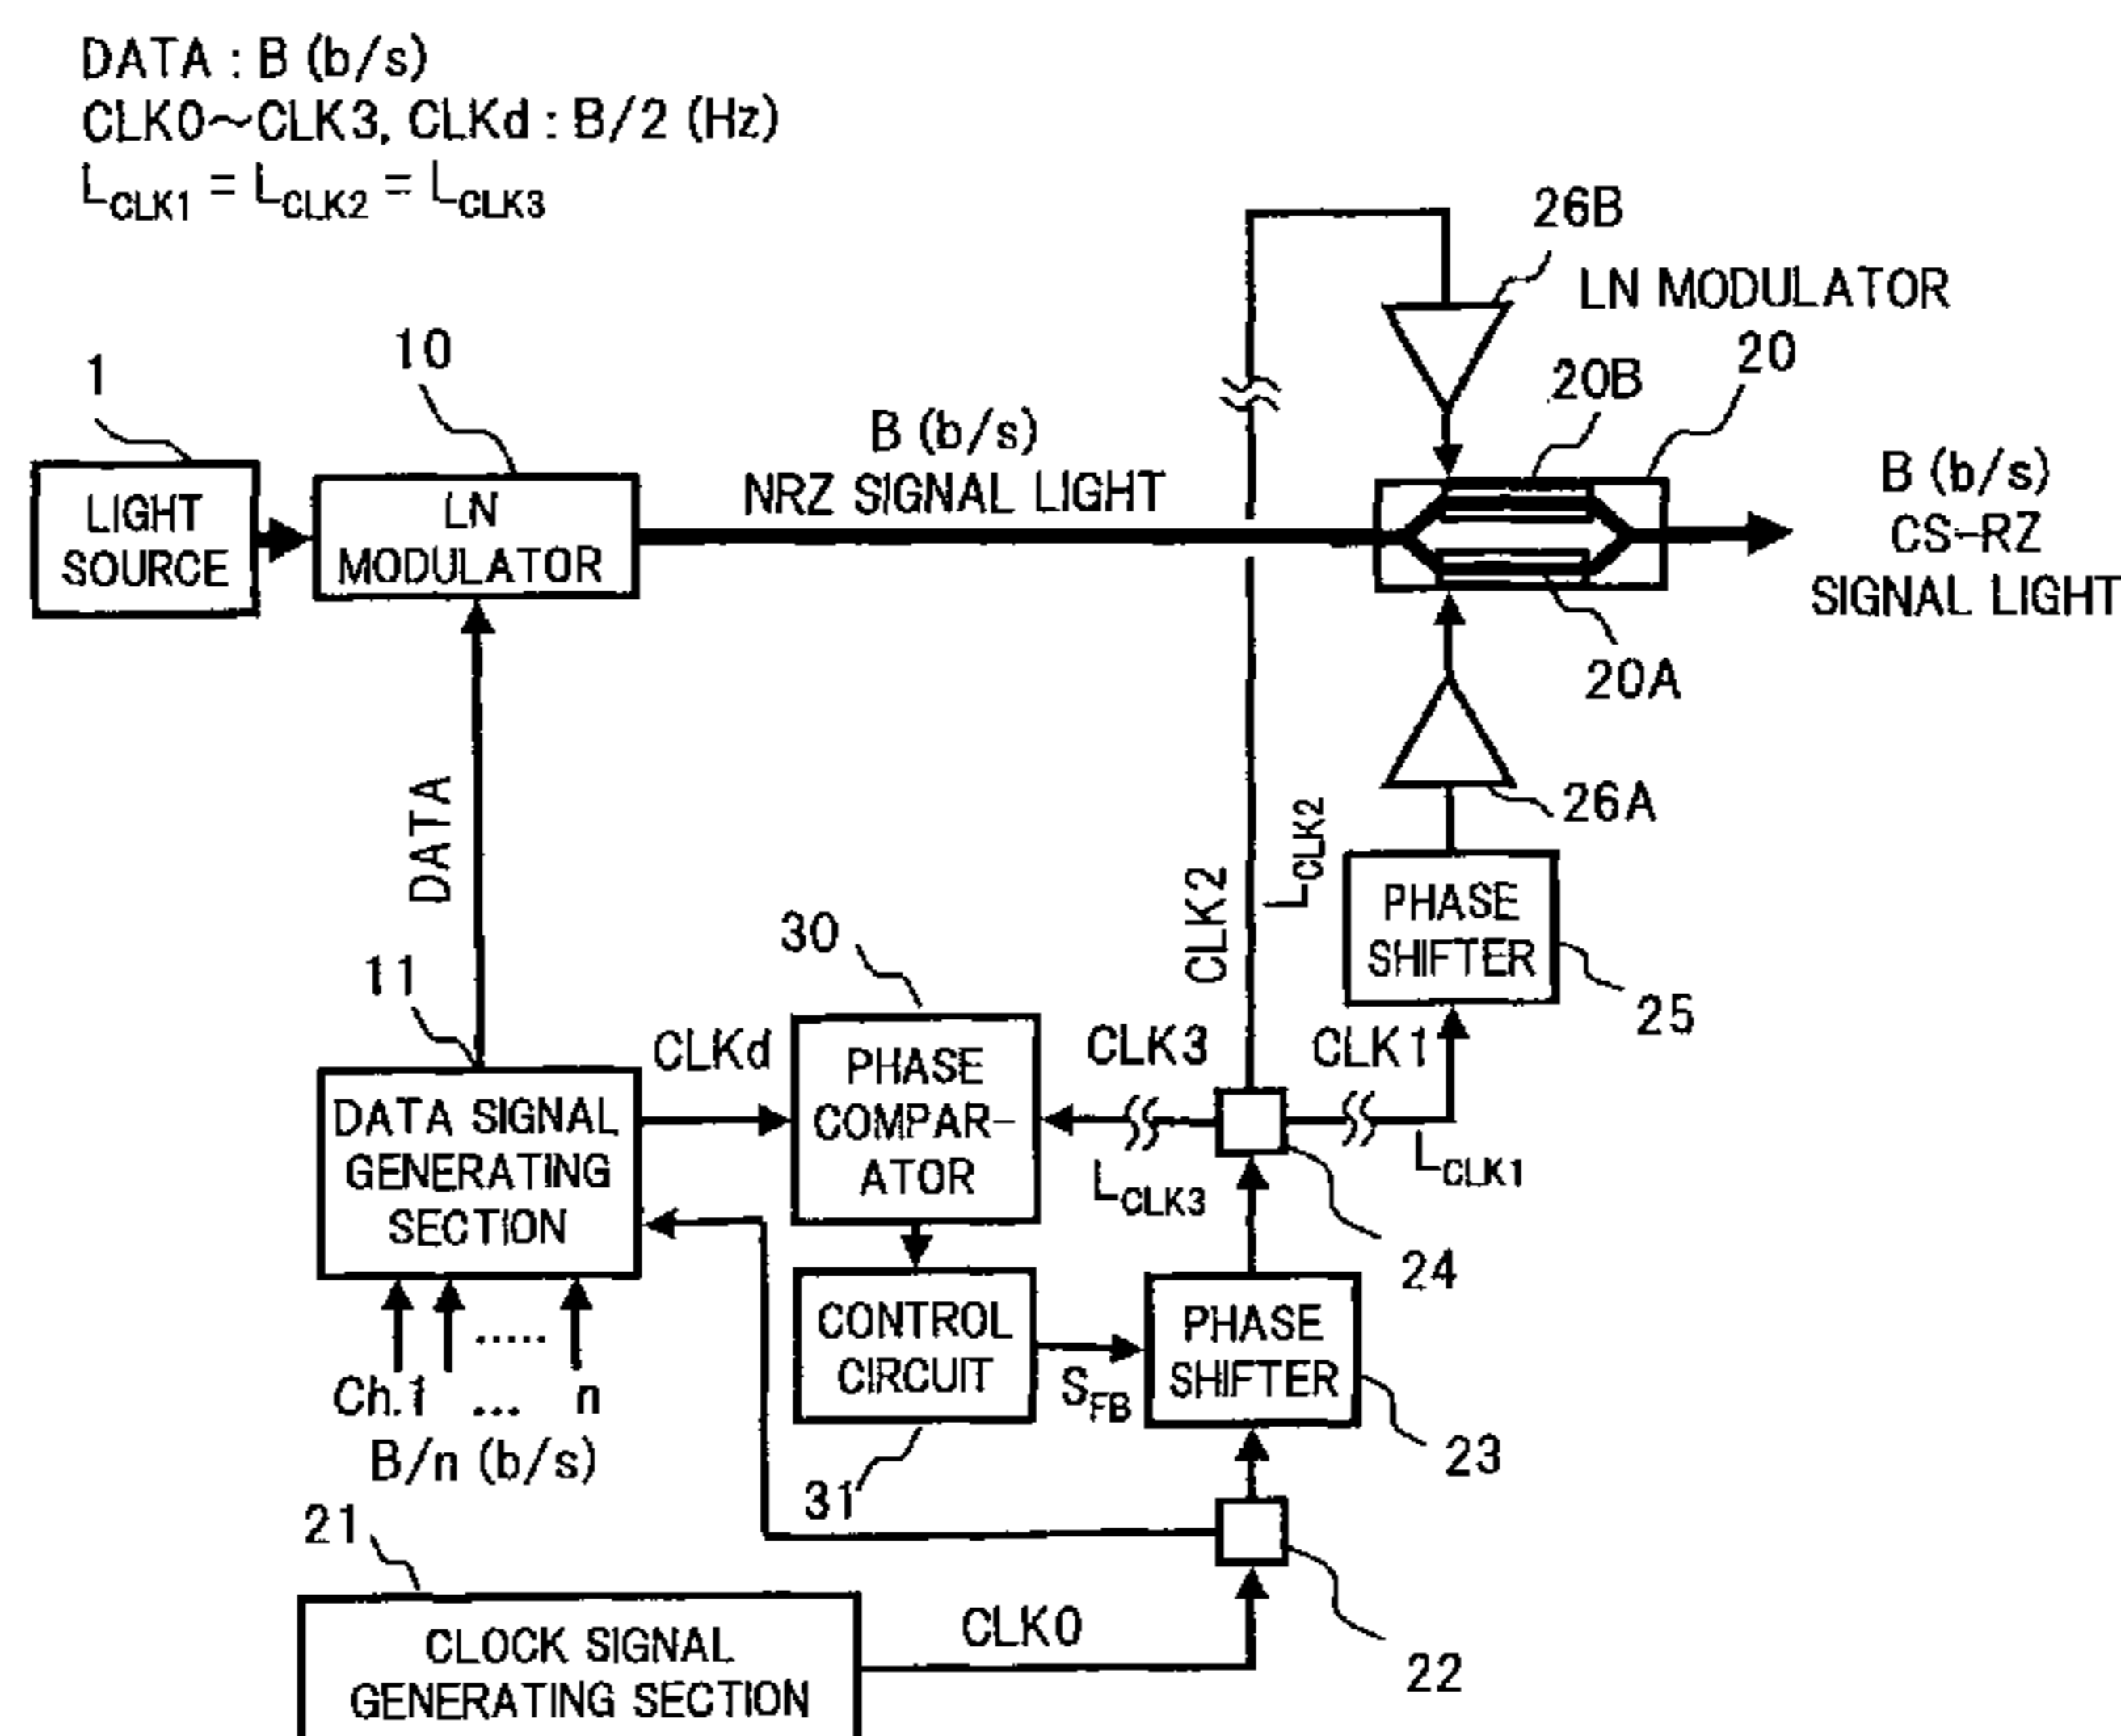 DATA : B (b/s)
CLK0~CLK3, CLKd : B/2 (Hz)
LCLK1 = LCLK2 = LCLK3
26B
LN MODULATOR
20
20B
1
10
B (b/s)
NRZ SIGNAL LIGHT
LIGHT
SOURCE
LN
MODULATOR
B (b/s)
CS-RZ
SIGNAL LIGHT
20A
26A
DATA
CLK2
LCLK2
PHASE
SHIFTER
25
30
11
CLKd
PHASE
COMPAR-
ATOR
CLK3
CLK1
LCLK3
LCLK1
DATA SIGNAL
GENERATING
SECTION
24
CONTROL
CIRCUIT
SFB
PHASE
SHIFTER
23
Ch.1 ... n
.....
B/n (b/s)
31
21
CLOCK SIGNAL
GENERATING SECTION
CLK0
22